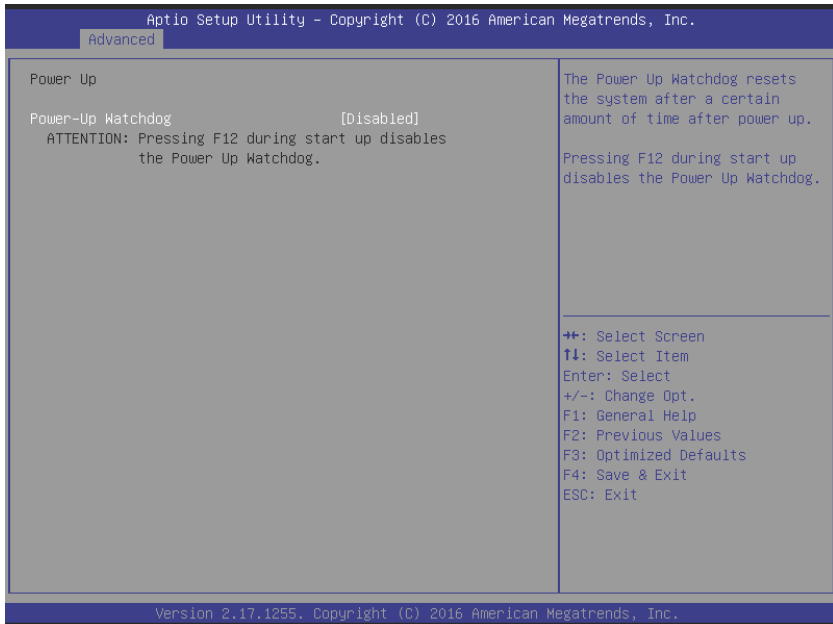 Aptio Setup Utility – Copyright (C) 2016 American Megatrends, Inc.
Advanced
Power Up
Power-Up Watchdog [Disabled]
ATTENTION: Pressing F12 during start up disables
the Power Up Watchdog.
The Power Up Watchdog resets
the system after a certain
amount of time after power up.
Pressing F12 during start up
disables the Power Up Watchdog.
→←: Select Screen
↑↓: Select Item
Enter: Select
+/-: Change Opt.
F1: General Help
F2: Previous Values
F3: Optimized Defaults
F4: Save & Exit
ESC: Exit
Version 2.17.1255. Copyright (C) 2016 American Megatrends, Inc.